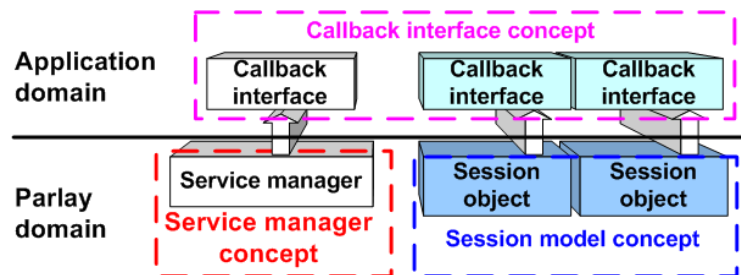 Callback interface concept
Application
domain
Callback
interface
Callback
interface
Callback
interface
Parlay
domain
Service manager
Service manager
concept
Session
object
Session
object
Session model concept